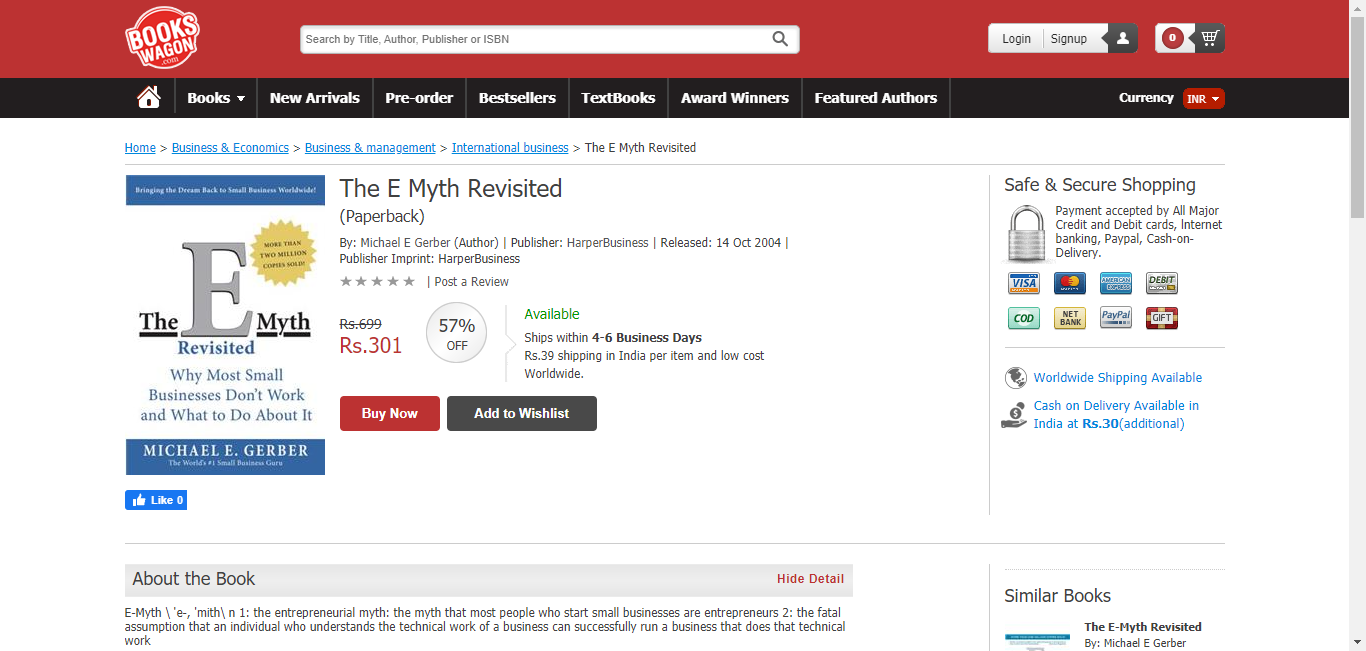 BOOKS
WAGON
.com
Search by Title, Author, Publisher or ISBN
Login
Signup
0
Books
New Arrivals
Pre-order
Bestsellers
TextBooks
Award Winners
Featured Authors
Currency
INR
Home > Business & Economics > Business & management > International business > The E Myth Revisited
Bringing the Dream Back to Small Business Worldwide!
MORE THAN
TWO MILLION
COPIES SOLD!
The E Myth
Revisited
Why Most Small
Businesses Don't Work
and What to Do About It
MICHAEL E. GERBER
The World's #1 Small Business Guru
Like 0
The E Myth Revisited
(Paperback)
By: Michael E Gerber (Author) | Publisher: HarperBusiness | Released: 14 Oct 2004 |
Publisher Imprint: HarperBusiness
| Post a Review
Rs.699
Rs.301
57%
OFF
Available
Ships within 4-6 Business Days
Rs.39 shipping in India per item and low cost
Worldwide.
Buy Now
Add to Wishlist
Safe & Secure Shopping
Payment accepted by All Major
Credit and Debit cards, Internet
banking, Paypal, Cash-on-
Delivery.
VISA
AMERICAN
EXPRESS
DEBIT
COD
NET
BANK
PayPal
GIFT
Worldwide Shipping Available
Cash on Delivery Available in
India at Rs.30(additional)
About the Book
Hide Detail
E-Myth \ 'e-, 'mith\ n 1: the entrepreneurial myth: the myth that most people who start small businesses are entrepreneurs 2: the fatal
assumption that an individual who understands the technical work of a business can successfully run a business that does that technical
work
Similar Books
The E-Myth Revisited
By: Michael E Gerber